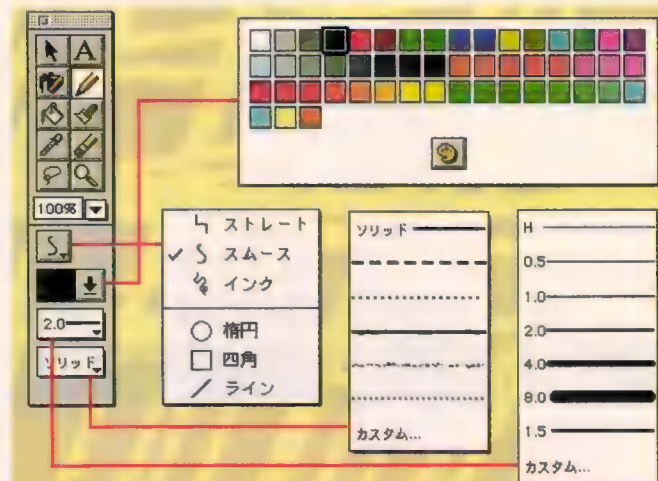 A
100%
2.0
ソリッド
ストレート
スムース
インク
楕円
四角
ライン
ソリッド
カスタム...
H
0.5
1.0
2.0
4.0
8.0
1.5
カスタム...